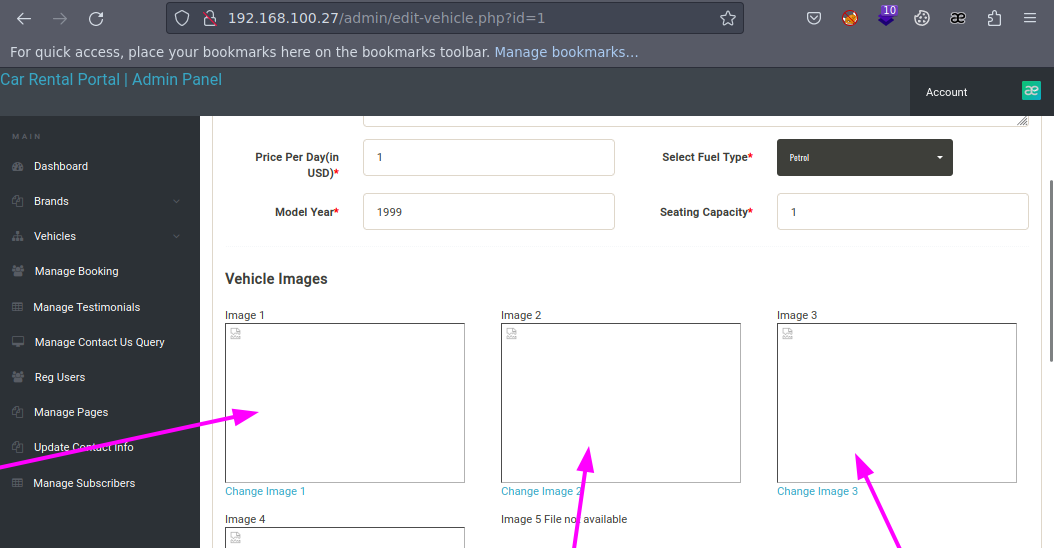 192.168.100.27/admin/edit-vehicle.php?id=1
10
æ
For quick access, place your bookmarks here on the bookmarks toolbar. Manage bookmarks...
Car Rental Portal | Admin Panel
Account
æ
MAIN
Dashboard
Brands
Vehicles
Manage Booking
Manage Testimonials
Manage Contact Us Query
Reg Users
Manage Pages
Update Contact Info
Manage Subscribers
Price Per Day(in USD)*
1
Select Fuel Type*
Petrol
Model Year*
1999
Seating Capacity*
1
Vehicle Images
Image 1
Image 2
Image 3
Change Image 1
Change Image 2
Change Image 3
Image 4
Image 5 File not available